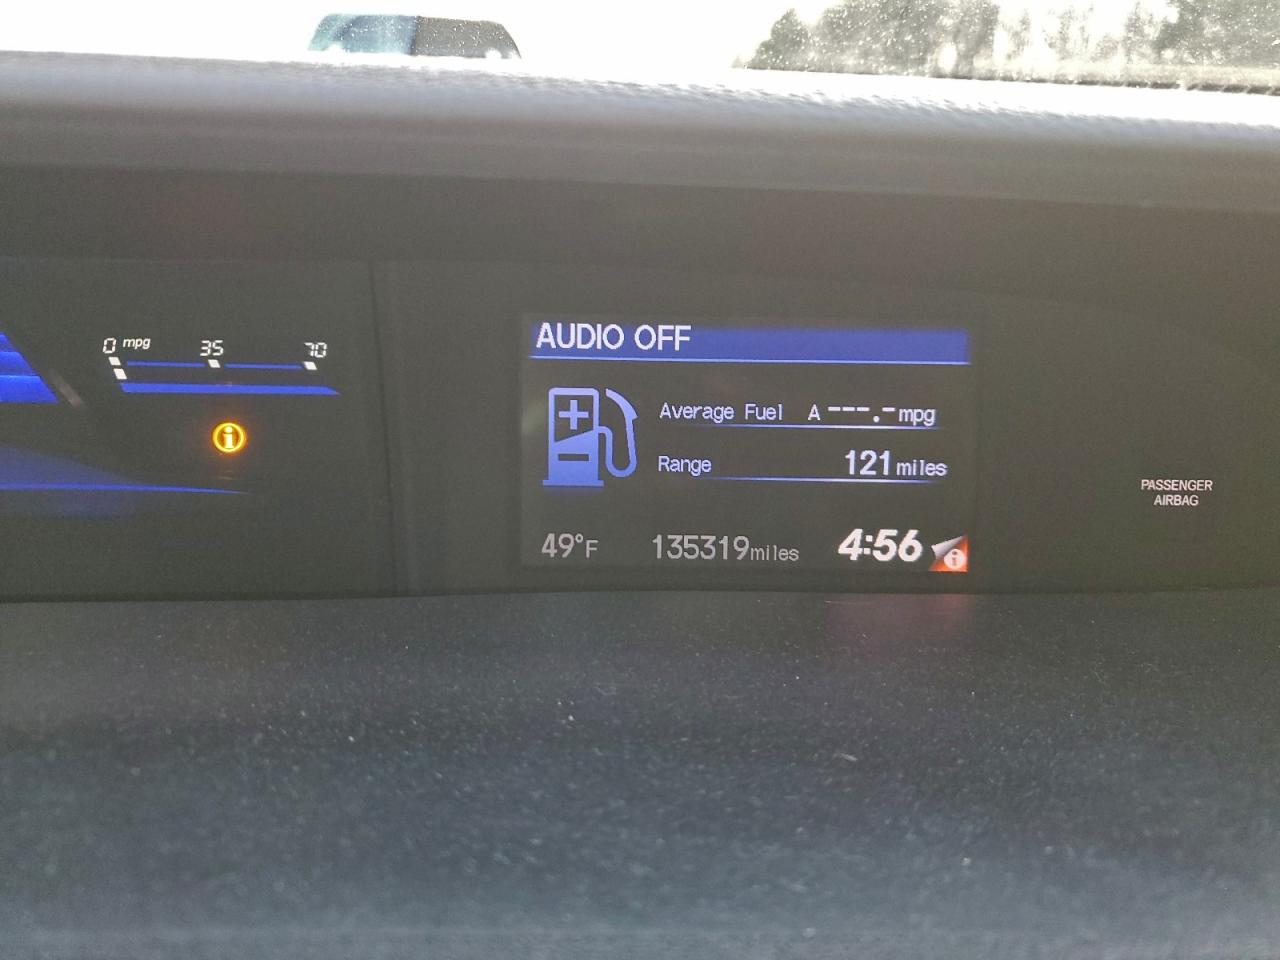 0 mpg 35 70
AUDIO OFF
Average Fuel A ---.- mpg
Range 121 miles
49°F 135319 miles 4:56
PASSENGER
AIRBAG